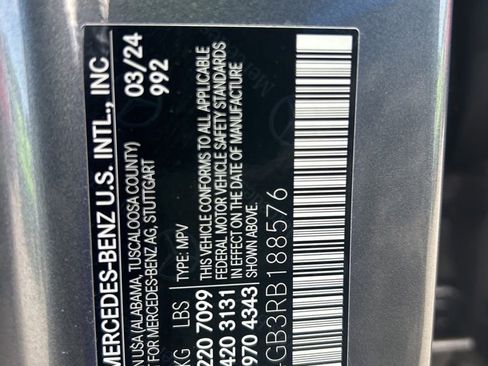 MERCEDES-BENZ U.S. INTL., INC
03/24
992
N USA (ALABAMA, TUSCALOOSA COUNTY)
T FOR MERCEDES-BENZ AG, STUTTGART
TYPE: MPV
THIS VEHICLE CONFORMS TO ALL APPLICABLE
FEDERAL MOTOR VEHICLE SAFETY STANDARDS
IN EFFECT ON THE DATE OF MANUFACTURE
SHOWN ABOVE
KG LBS
220 7099
420 3131
970 4343
GB3RB188576